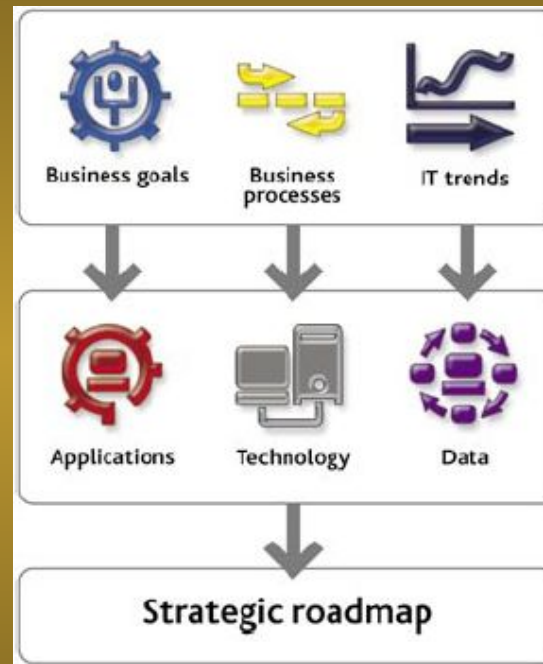 Business goals
Business
processes
IT trends
Applications
Technology
Data
Strategic roadmap